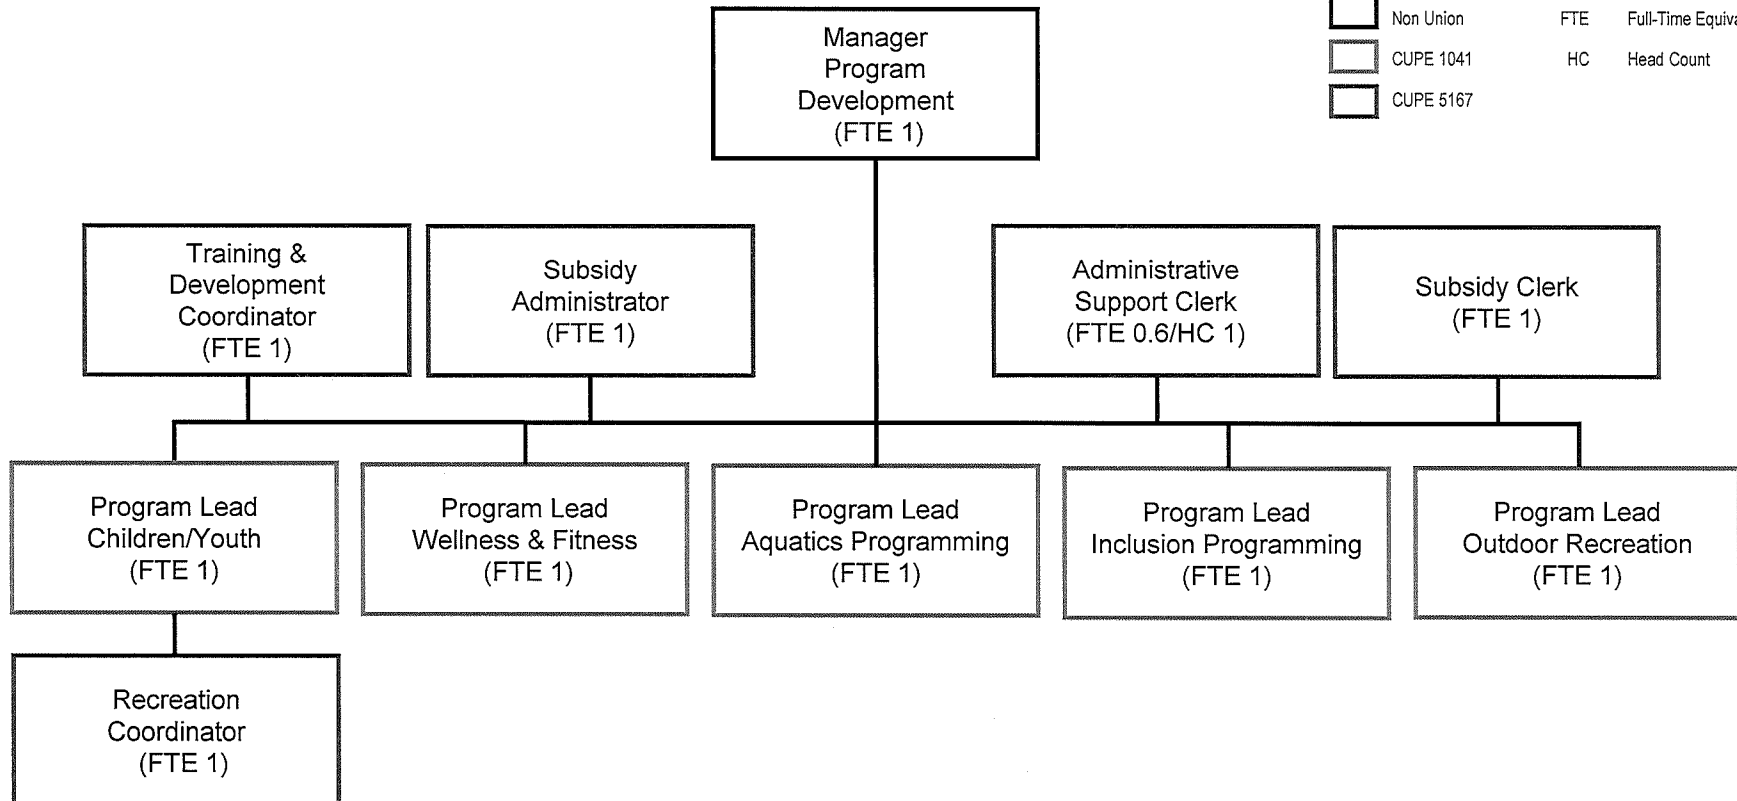 Manager
Program
Development
(FTE 1)
Non Union FTE
CUPE 1041 HC Head Count
CUPE 5167
Training &
Development
Coordinator
(FTE 1)
Subsidy
Administrator
(FTE 1)
Administrative
Support Clerk
(FTE 0.6/HC 1)
Subsidy Clerk
(FTE 1)
Program Lead
Children/Youth
(FTE 1)
Program Lead
Wellness & Fitness
(FTE 1)
Program Lead
Aquatics Programming
(FTE 1)
Program Lead
Inclusion Programming
(FTE 1)
Program Lead
Outdoor Recreation
(FTE 1)
Recreation
Coordinator
(FTE 1)